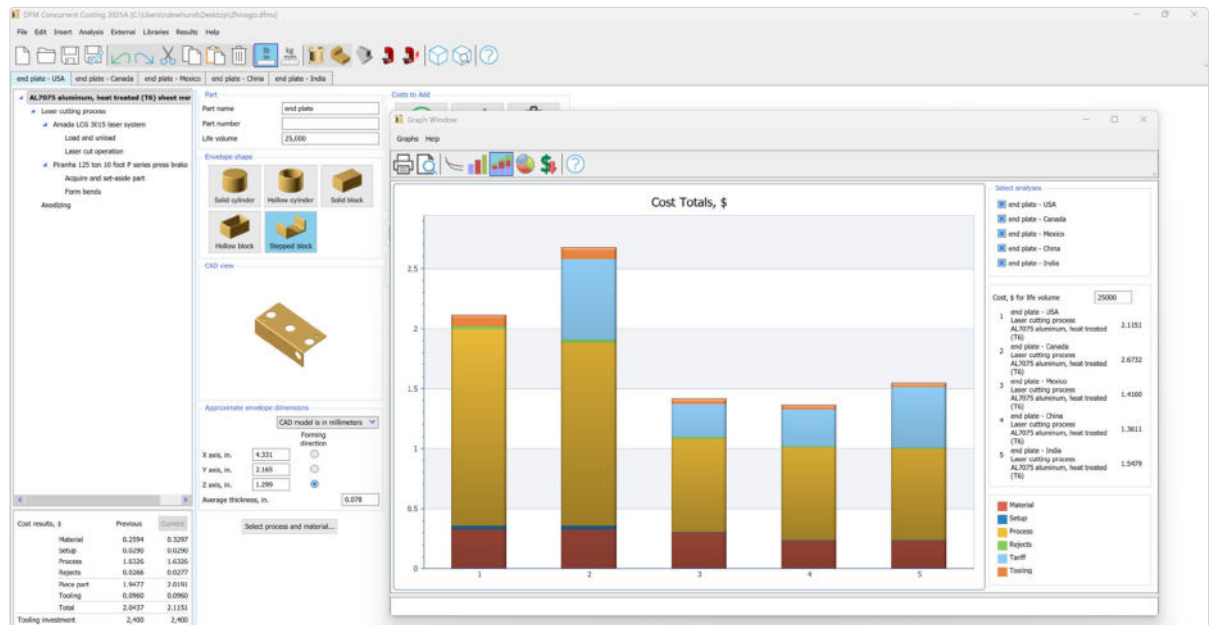 DFM Concurrent Costing 2025A [C:\Users\ndewhurst\Desktop\Zhivago.dfmx]
File Edit Insert Analysis External Libraries Results Help
end plate - USA
end plate - Canada
end plate - Mexico
end plate - China
end plate - India
AL7075 aluminum, heat treated (T6) sheet met
Laser cutting process
Amada LCG 3015 laser system
Load and unload
Laser cut operation
Piranha 125 ton 10 foot P series press brake
Acquire and set-aside part
Form bends
Anodizing
Part
Part name end plate
Part number
Life volume 25,000
Envelope shape
Solid cylinder Hollow cylinder Solid block
Hollow block Stepped block
CAD view
Approximate envelope dimensions
CAD model is in millimeters
Forming
direction
X axis, in. 4.331
Y axis, in. 2.165
Z axis, in. 1.299
Average thickness, in. 0.078
Select process and material...
Cost results, $ Previous Current
Material 0.2594 0.3297
Setup 0.0290 0.0290
Process 1.6326 1.6326
Rejects 0.0266 0.0277
Piece part 1.9477 2.0191
Tooling 0.0960 0.0960
Total 2.0437 2.1151
Tooling investment 2,400 2,400
Costs to Add
Graph Window
Graphs Help
Cost Totals, $
2.5
2
1.5
1
0.5
0
1 2 3 4 5
Select analyses
end plate - USA
end plate - Canada
end plate - Mexico
end plate - China
end plate - India
Cost, $ for life volume 25000
1 end plate - USA
Laser cutting process
AL7075 aluminum, heat treated
(T6)
2.1151
2 end plate - Canada
Laser cutting process
AL7075 aluminum, heat treated
(T6)
2.6732
3 end plate - Mexico
Laser cutting process
AL7075 aluminum, heat treated
(T6)
1.4160
4 end plate - China
Laser cutting process
AL7075 aluminum, heat treated
(T6)
1.3611
5 end plate - India
Laser cutting process
AL7075 aluminum, heat treated
(T6)
1.5479
Material
Setup
Process
Rejects
Tariff
Tooling